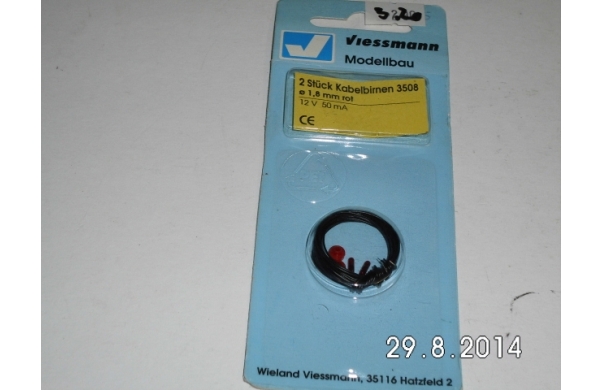 Viessmann
Modellbau
2 Stück Kabelbirnen 3508
ø 1,8 mm rot
12 V 50 mA
CE
29.8.2014
Wieland Viessmann, 35116 Hatzfeld 2